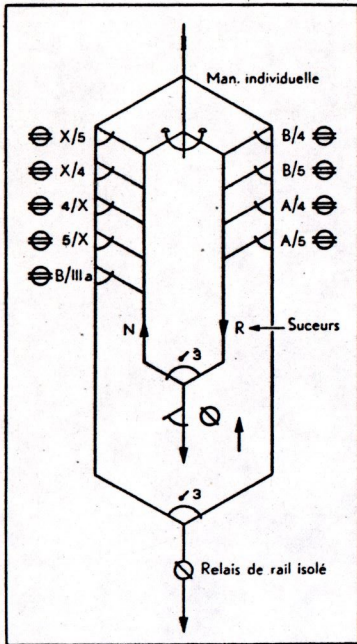 Man. individuelle
X/5
B/4
X/4
B/5
4/X
A/4
5/X
A/5
B/IIIa
N
R
Suceurs
3
3
Relais de rail isolé